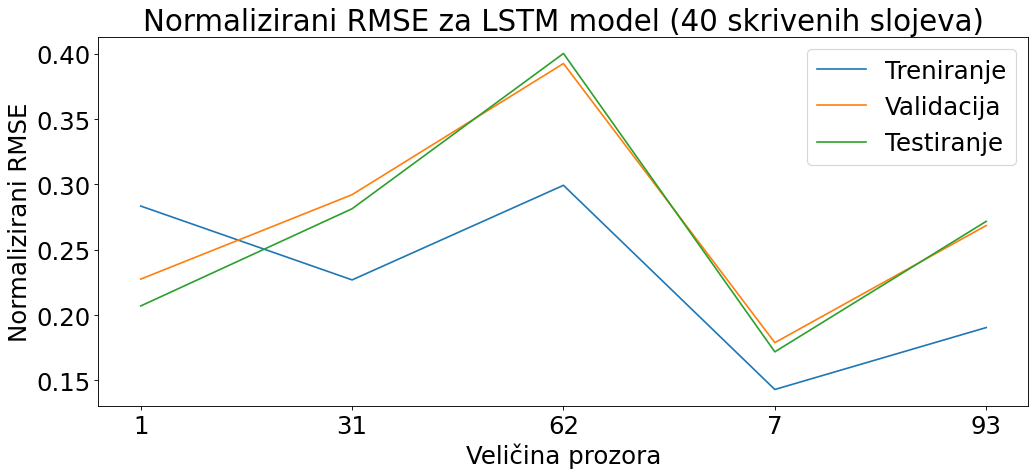 Normalizirani RMSE za LSTM model (40 skrivenih slojeva)
Normalizirani RMSE
0.40
0.35
0.30
0.25
0.20
0.15
Treniranje
Validacija
Testiranje
1 31 62 7 93
Veličina prozora